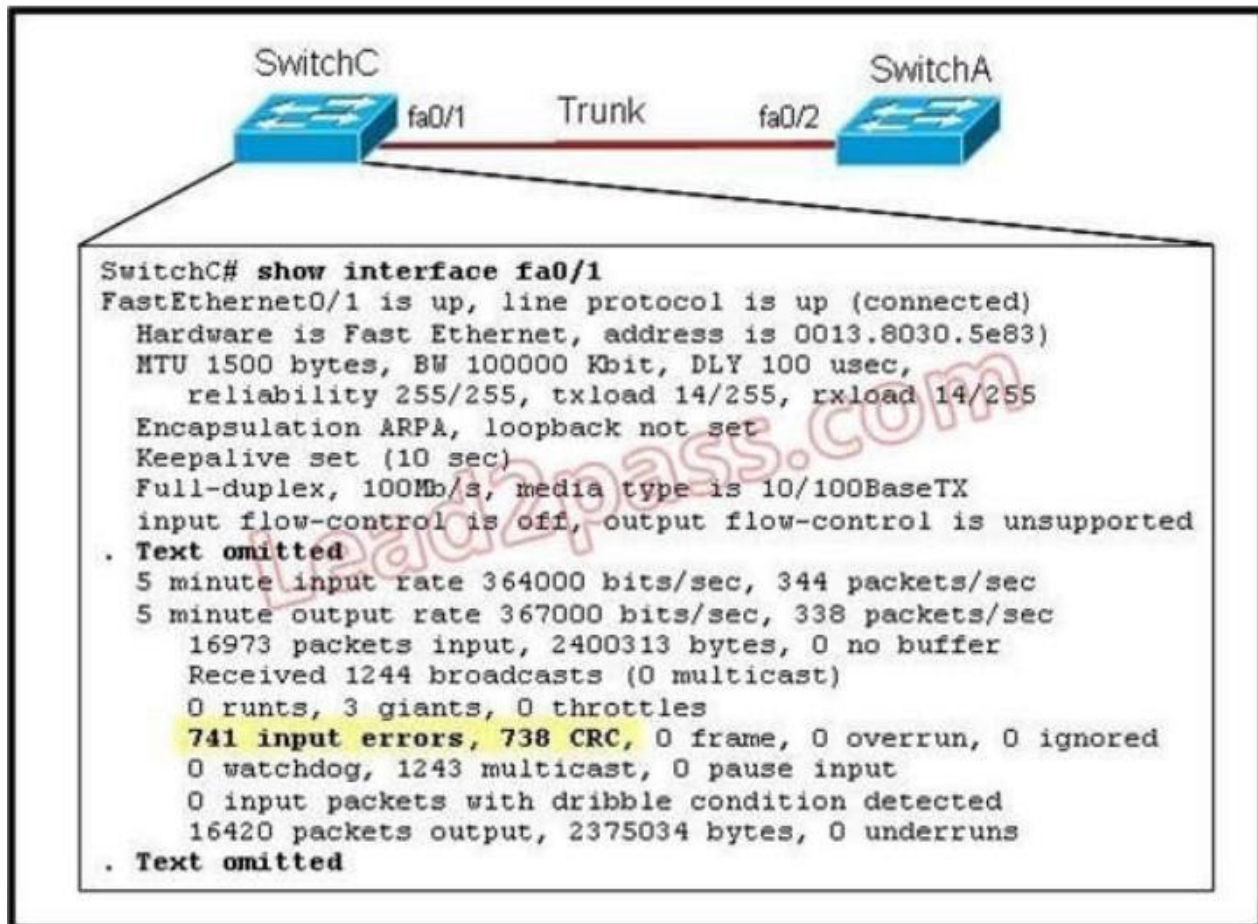 SwitchC
SwitchA
fa0/1
Trunk
fa0/2
SwitchC# show interface fa0/1
FastEthernet0/1 is up, line protocol is up (connected)
Hardware is Fast Ethernet, address is 0013.8030.5e83)
MTU 1500 bytes, BW 100000 Kbit, DLY 100 usec,
reliability 255/255, txload 14/255, rxload 14/255
Encapsulation ARPA, loopback not set
Keepalive set (10 sec)
Full-duplex, 100Mb/s, media type is 10/100BaseTX
input flow-control is off, output flow-control is unsupported
. Text omitted
5 minute input rate 364000 bits/sec, 344 packets/sec
5 minute output rate 367000 bits/sec, 338 packets/sec
16973 packets input, 2400313 bytes, 0 no buffer
Received 1244 broadcasts (0 multicast)
0 runts, 3 giants, 0 throttles
741 input errors, 738 CRC, 0 frame, 0 overrun, 0 ignored
0 watchdog, 1243 multicast, 0 pause input
0 input packets with dribble condition detected
16420 packets output, 2375034 bytes, 0 underruns
. Text omitted
Lead2pass.com